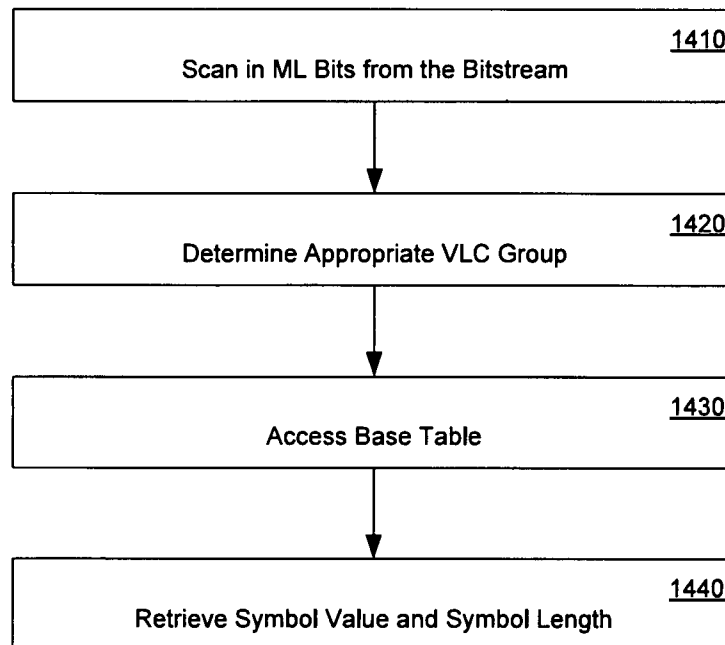 1410
Scan in ML Bits from the Bitstream
1420
Determine Appropriate VLC Group
1430
Access Base Table
1440
Retrieve Symbol Value and Symbol Length